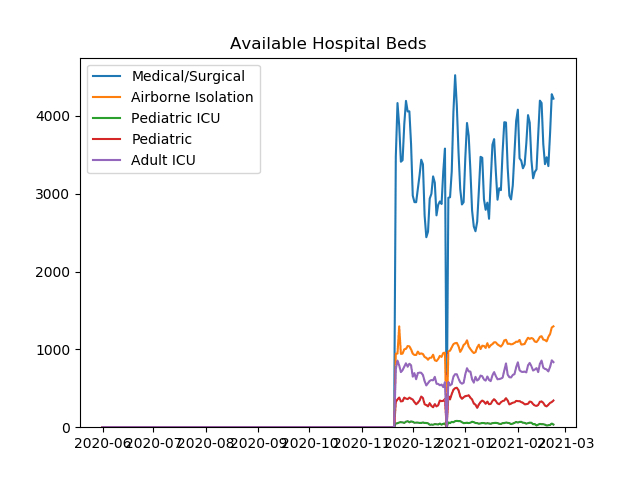 Available Hospital Beds
Medical/Surgical
Airborne Isolation
Pediatric ICU
Pediatric
Adult ICU
4000
3000
2000
1000
0
2020-06 2020-07 2020-08 2020-09 2020-10 2020-11 2020-12 2021-01 2021-02 2021-03